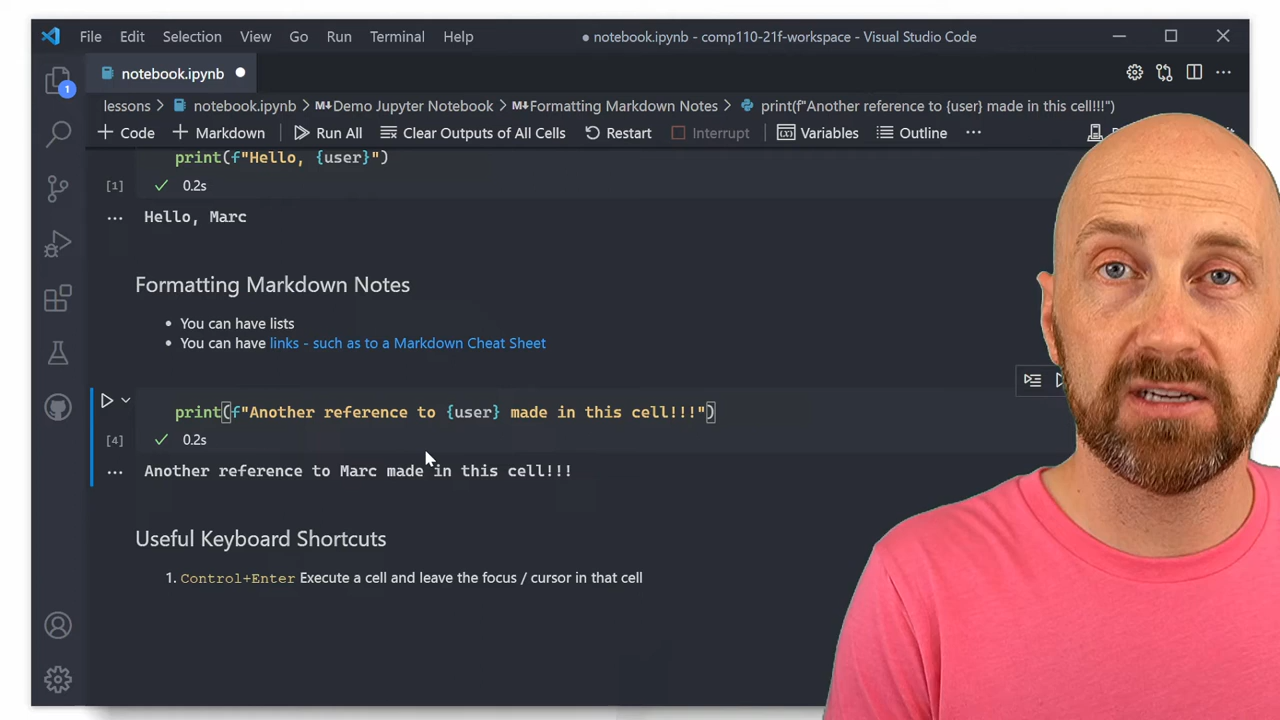 File Edit Selection View Go Run Terminal Help ● notebook.ipynb - comp110-21f-workspace - Visual Studio Code
1
notebook.ipynb ●
lessons notebook.ipynb M Demo Jupyter Notebook M Formatting Markdown Notes print(f"Another reference to {user} made in this cell!!!")
+ Code + Markdown Run All Clear Outputs of All Cells Restart Interrupt Variables Outline ...
print(f"Hello, {user}")
[1] ✓ 0.2s
... Hello, Marc
Formatting Markdown Notes
• You can have lists
• You can have links - such as to a Markdown Cheat Sheet
print(f"Another reference to {user} made in this cell!!!")
[4] ✓ 0.2s
... Another reference to Marc made in this cell!!!
Useful Keyboard Shortcuts
1. Control+Enter Execute a cell and leave the focus / cursor in that cell